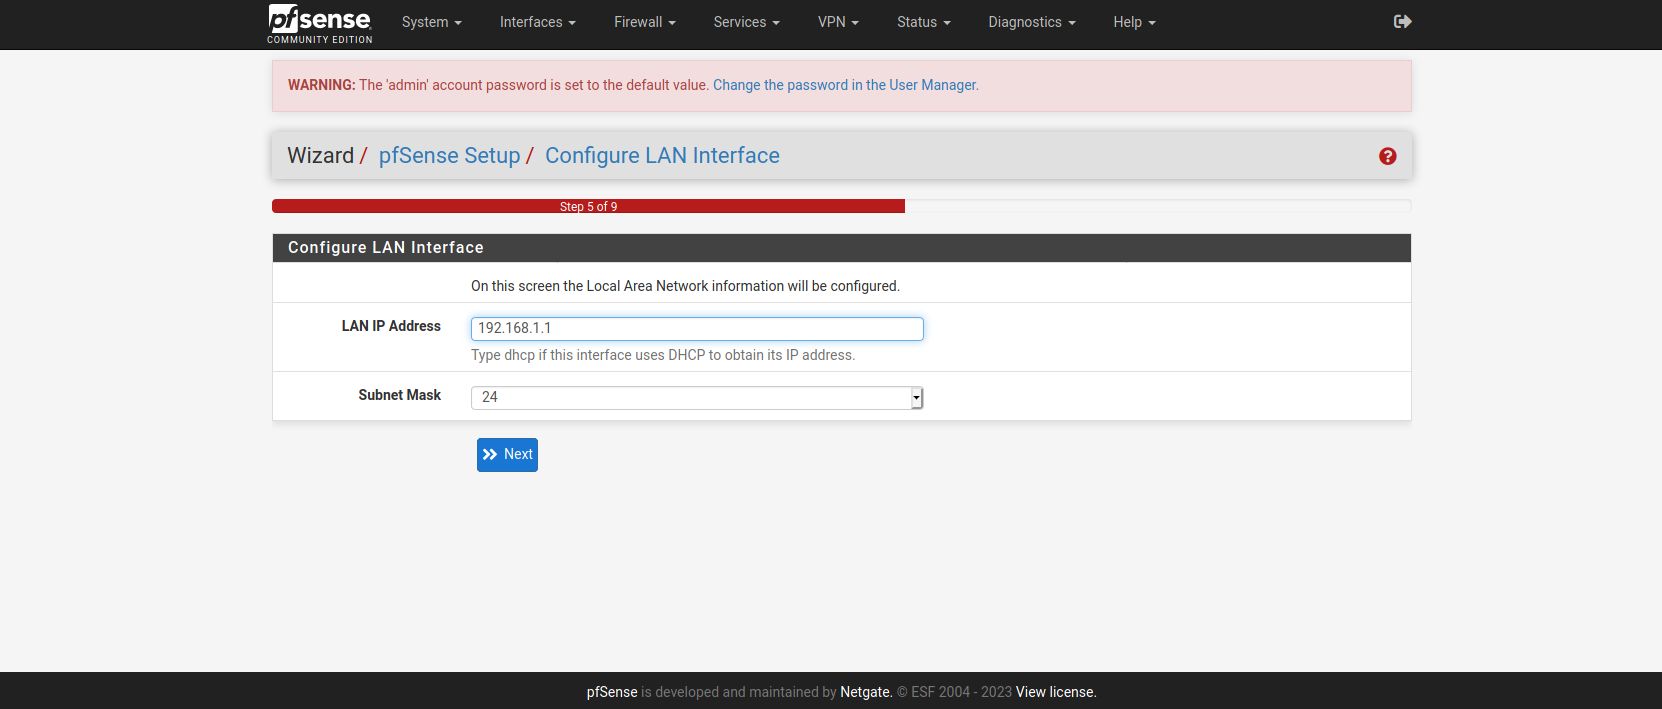 pfsense
COMMUNITY EDITION
System
Interfaces
Firewall
Services
VPN
Status
Diagnostics
Help
WARNING: The 'admin' account password is set to the default value. Change the password in the User Manager.
Wizard / pfSense Setup / Configure LAN Interface
?
Step 5 of 9
Configure LAN Interface
On this screen the Local Area Network information will be configured.
LAN IP Address
192.168.1.1
Type dhcp if this interface uses DHCP to obtain its IP address.
Subnet Mask
24
Next
pfSense is developed and maintained by Netgate. © ESF 2004 - 2023 View license.